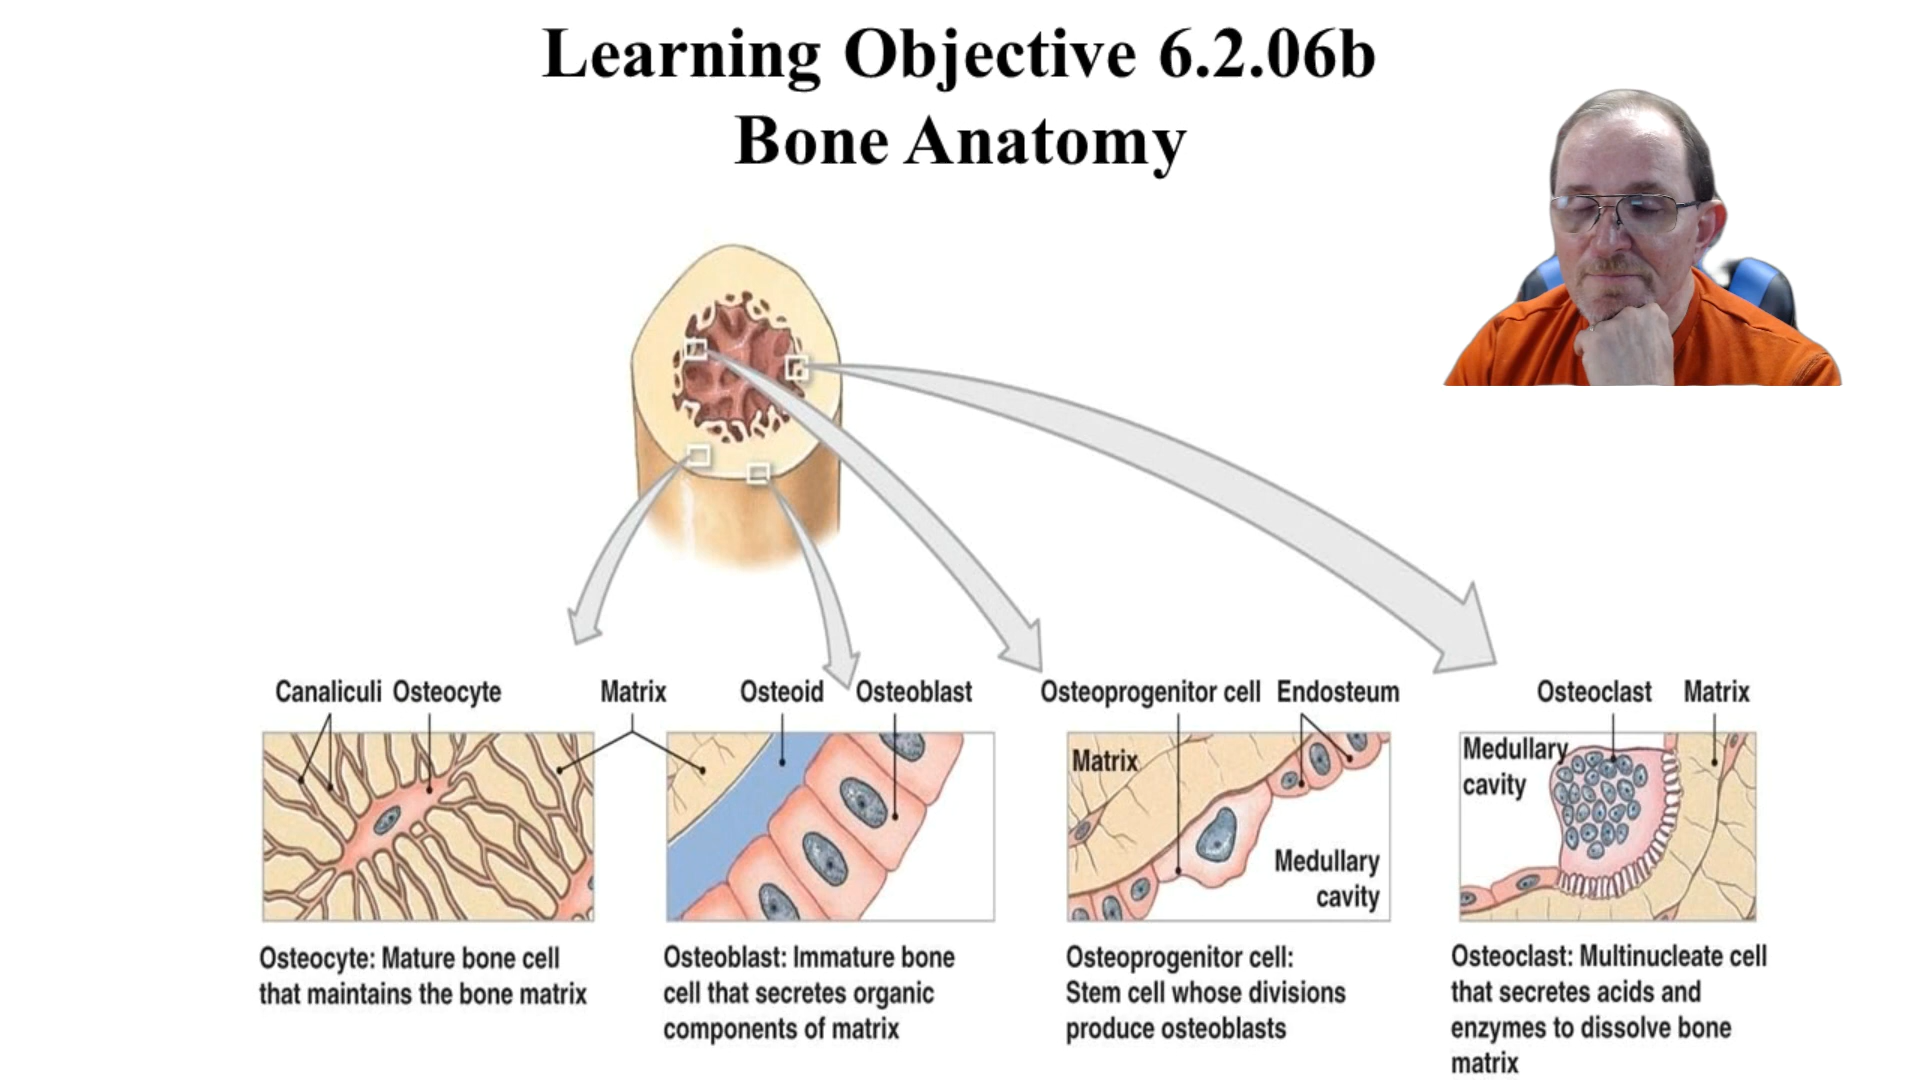 Learning Objective 6.2.06b
Bone Anatomy
Canaliculi Osteocyte Matrix Osteoid Osteoblast Osteoprogenitor cell Endosteum Osteoclast Matrix
Matrix
Medullary
cavity
Medullary
cavity
Osteocyte: Mature bone cell
that maintains the bone matrix
Osteoblast: Immature bone
cell that secretes organic
components of matrix
Osteoprogenitor cell:
Stem cell whose divisions
produce osteoblasts
Osteoclast: Multinucleate cell
that secretes acids and
enzymes to dissolve bone
matrix